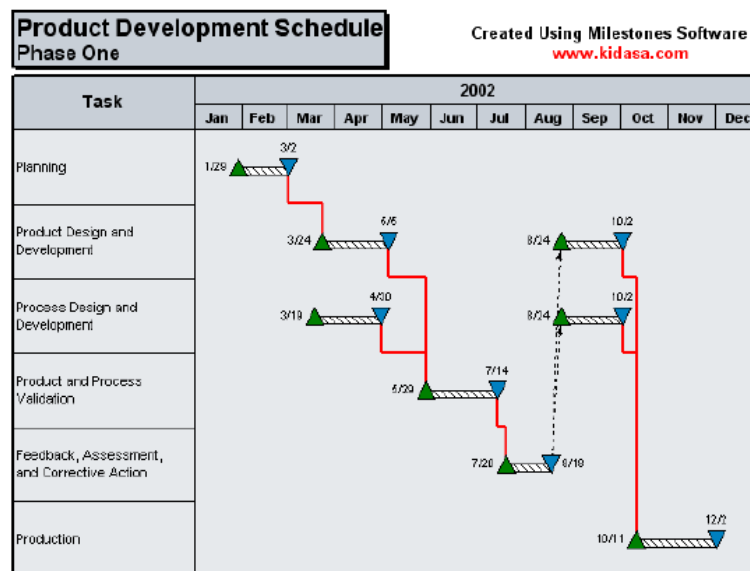 Product Development Schedule
Phase One
Created Using Milestones Software
www.kidasa.com
Task
2002
Jan Feb Mar Apr May Jun Jul Aug Sep Oct Nov Dec
Planning
1/29
3/2
Product Design and
Development
3/24
5/5
8/24
10/2
Process Design and
Development
3/19
4/30
8/24
10/2
Product and Process
Validation
5/29
7/14
Feedback, Assessment,
and Corrective Action
7/20
8/18
Production
10/11
12/2